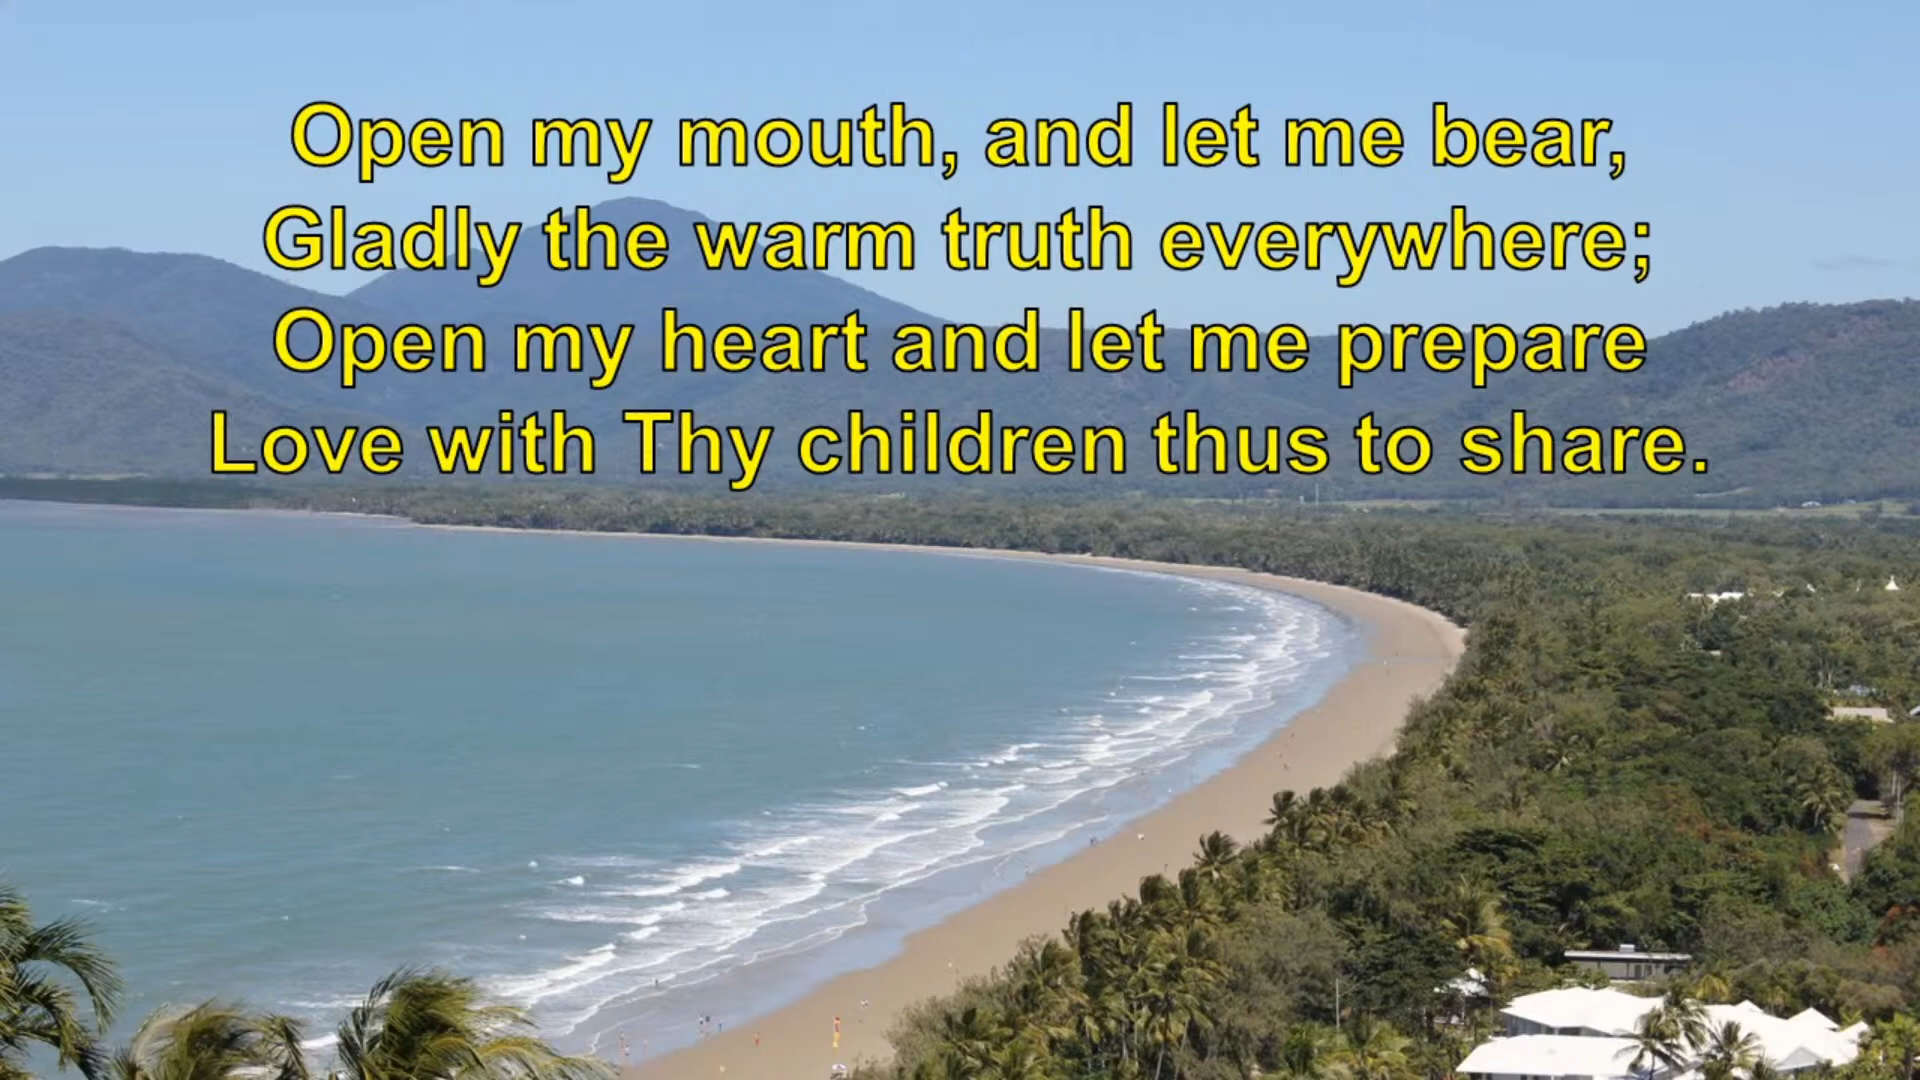 Open my mouth, and let me bear,
Gladly the warm truth everywhere;
Open my heart and let me prepare
Love with Thy children thus to share.